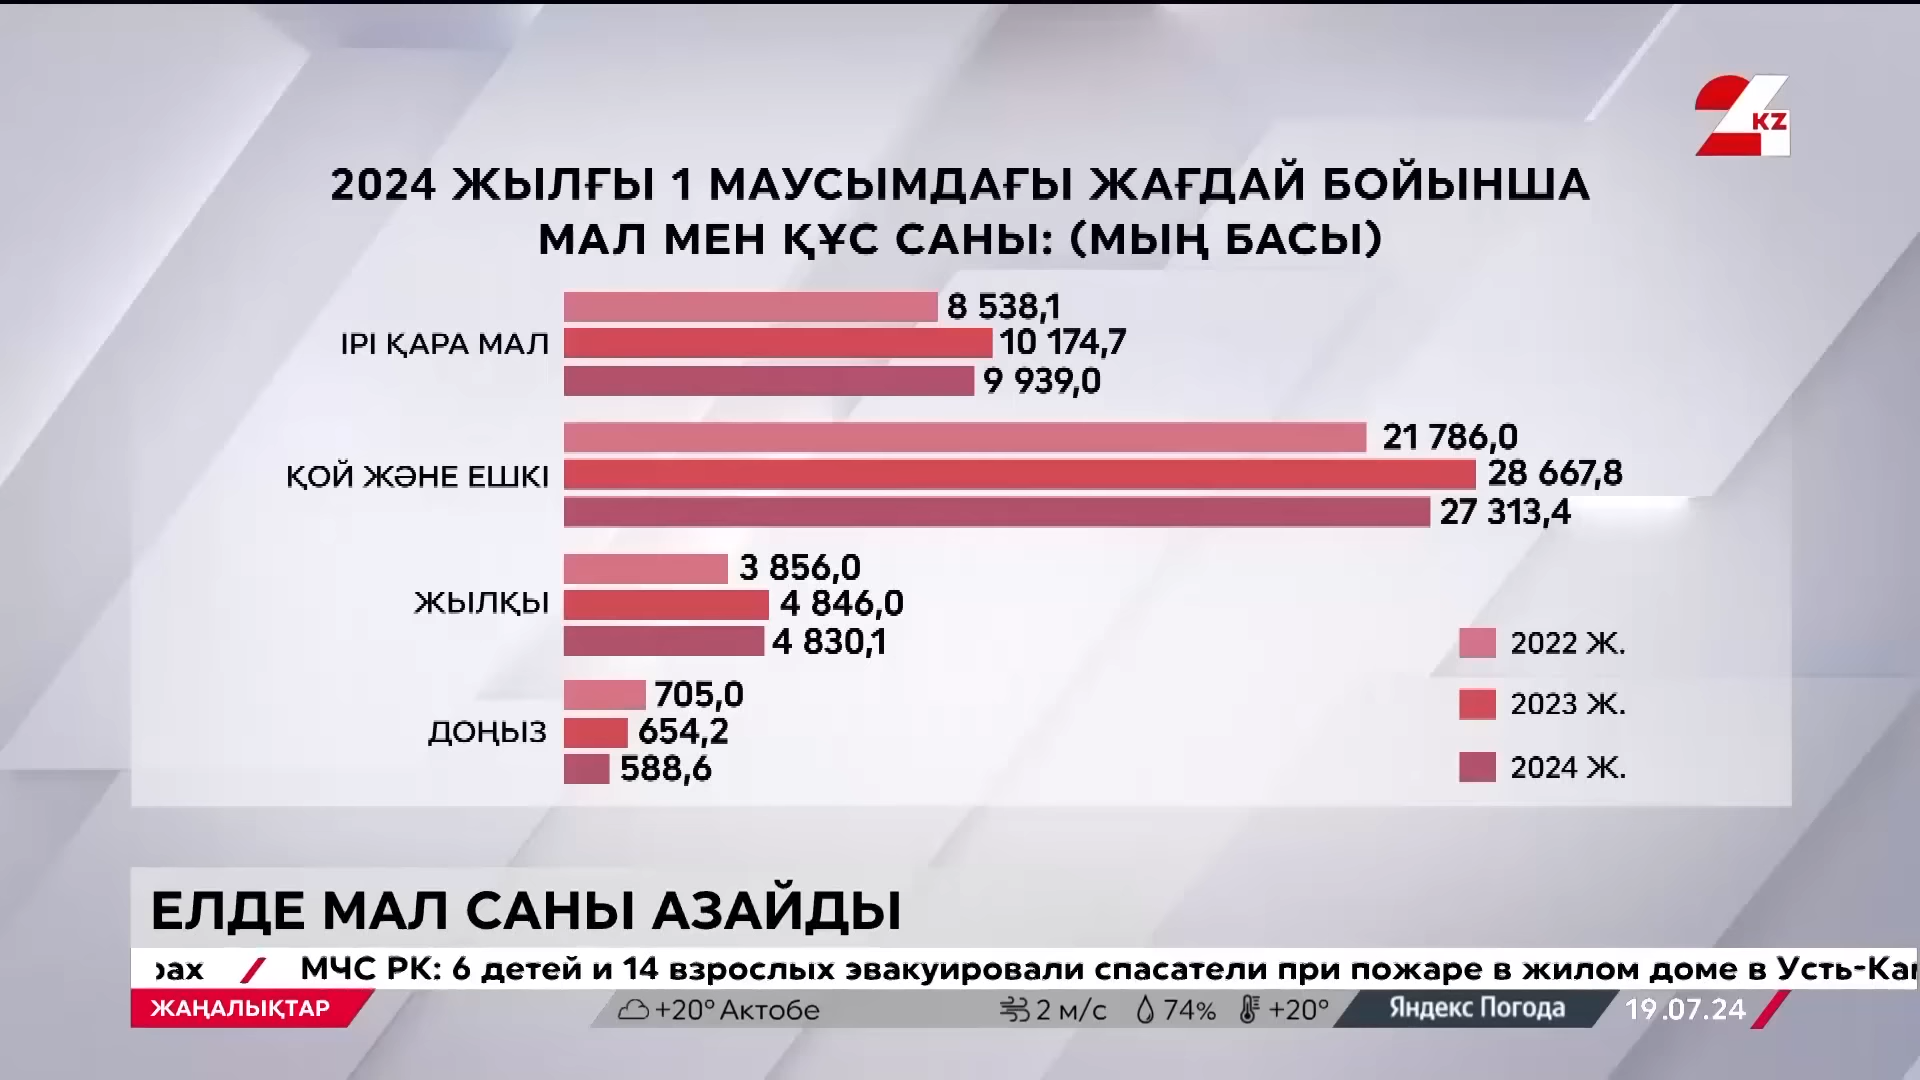 24 KZ
2024 ЖЫЛҒЫ 1 МАУСЫМДАҒЫ ЖАҒДАЙ БОЙЫНША
МАЛ МЕН ҚҰС САНЫ: (МЫҢ БАСЫ)
ІРІ ҚАРА МАЛ
8 538,1
10 174,7
9 939,0
ҚОЙ ЖӘНЕ ЕШКІ
21 786,0
28 667,8
27 313,4
ЖЫЛҚЫ
3 856,0
4 846,0
4 830,1
ДОҢЫЗ
705,0
654,2
588,6
2022 Ж.
2023 Ж.
2024 Ж.
ЕЛДЕ МАЛ САНЫ АЗАЙДЫ
рах / МЧС РК: 6 детей и 14 взрослых эвакуировали спасатели при пожаре в жилом доме в Усть-Ка
ЖАҢАЛЫҚТАР +20° Актобе 2 м/с 74% +20° Яндекс Погода 19.07.24